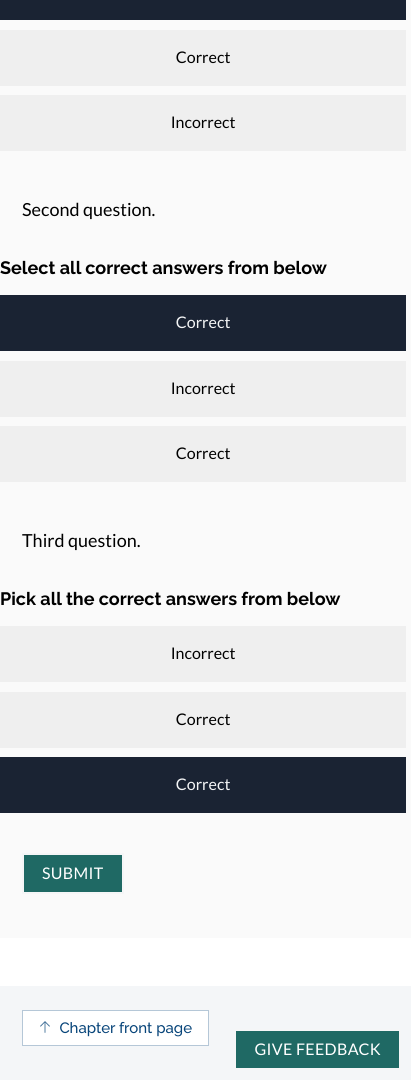 Correct
Incorrect
Second question.
Select all correct answers from below
Correct
Incorrect
Correct
Third question.
Pick all the correct answers from below
Incorrect
Correct
Correct
SUBMIT
↑ Chapter front page
GIVE FEEDBACK